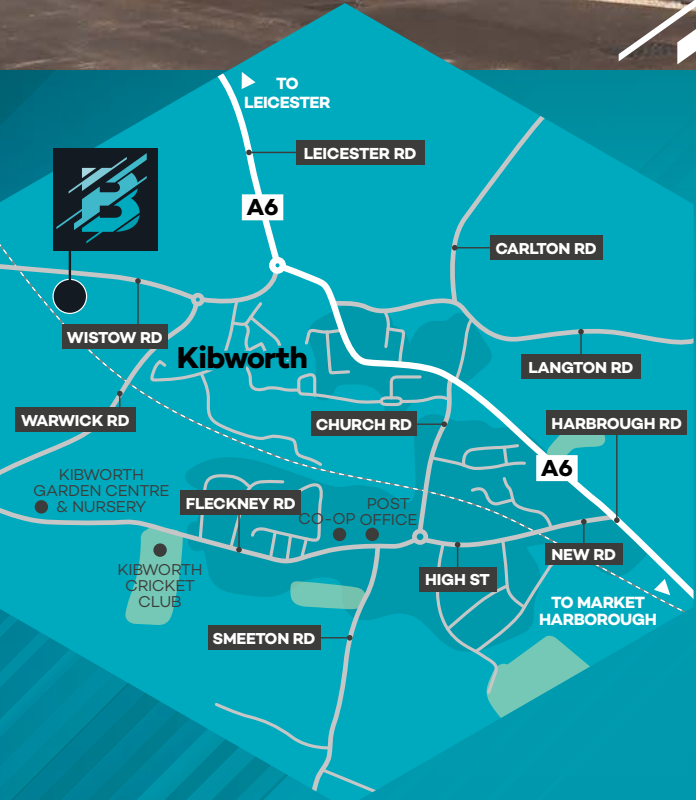 TO
LEICESTER
LEICESTER RD
B
A6
CARLTON RD
WISTOW RD
Kibworth
LANGTON RD
WARWICK RD
CHURCH RD
HARBROUGH RD
A6
KIBWORTH
GARDEN CENTRE
& NURSERY
FLECKNEY RD
CO-OP
POST
OFFICE
NEW RD
HIGH ST
KIBWORTH
CRICKET
CLUB
TO MARKET
HARBOROUGH
SMEETON RD